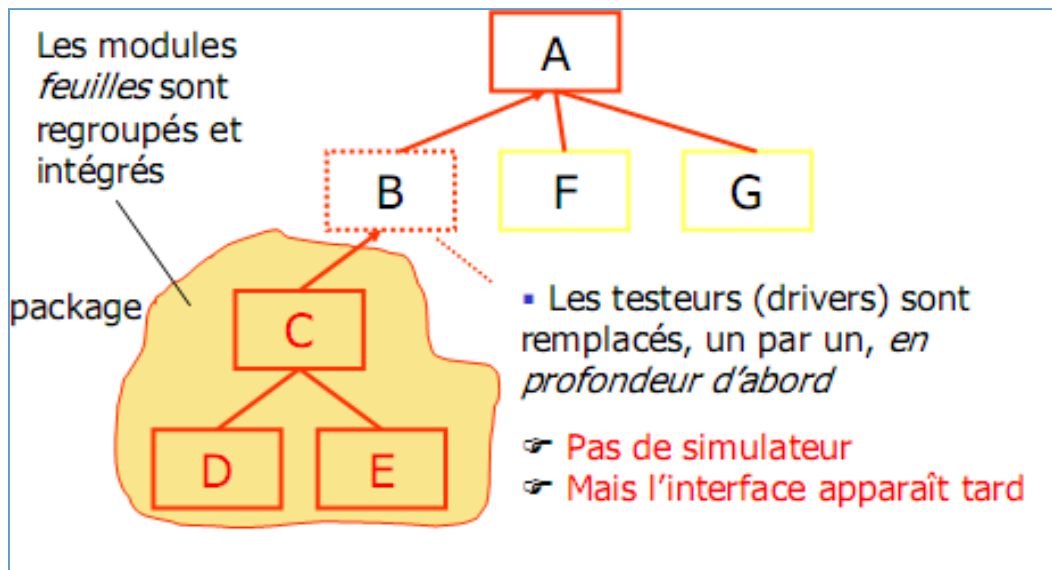 Les modules
feuilles sont
regroupés et
intégrés
A
B
F
G
package
C
D
E
▪ Les testeurs (drivers) sont
remplacés, un par un, en
profondeur d'abord
☞ Pas de simulateur
☞ Mais l'interface apparaît tard